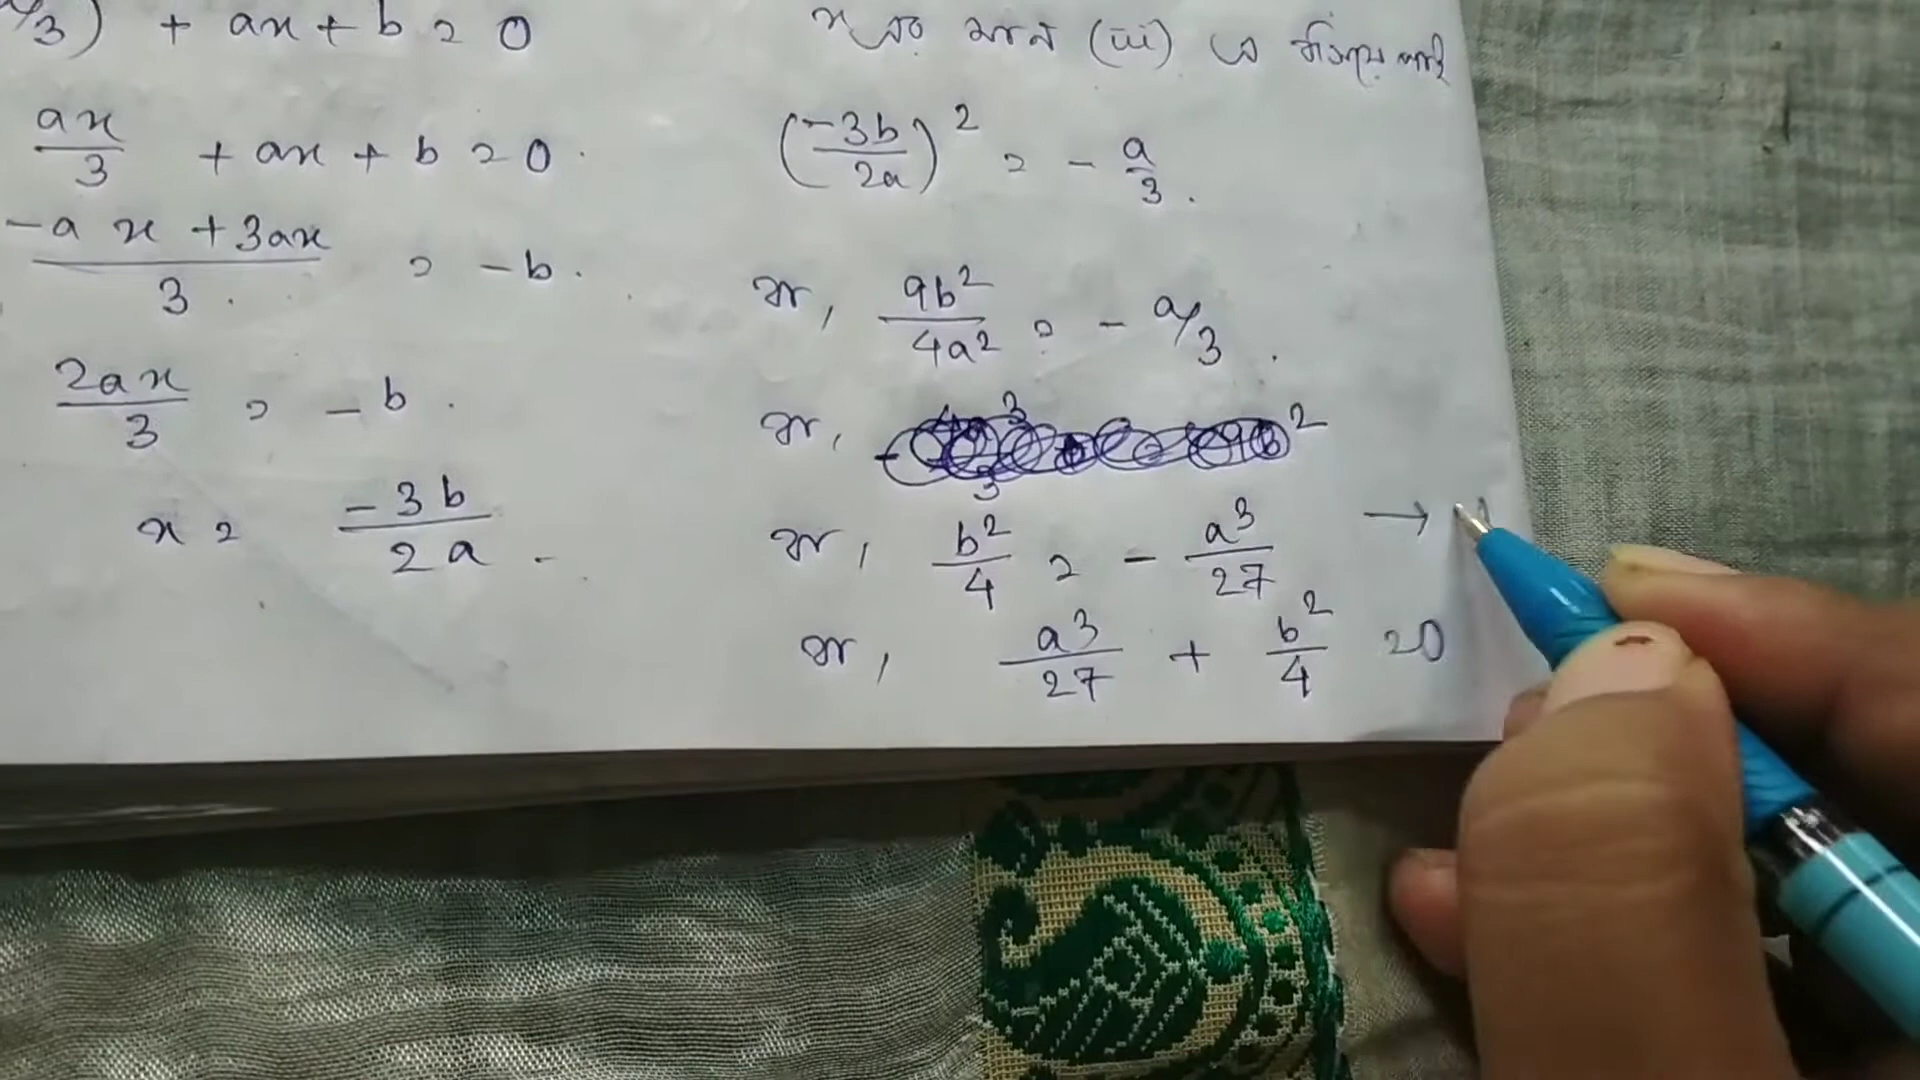 /3) + ax + b = 0
ax/3 + ax + b = 0.
-ax + 3ax / 3. = -b.
2ax/3 = -b.
x = -3b/2a.
x এর মান (iii) এ
(-3b/2a)² = - a/3.
বা, 9b²/4a² = - a/3.
বা,
বা, b²/4 = - a³/27 →
বা, a³/27 + b²/4 = 0